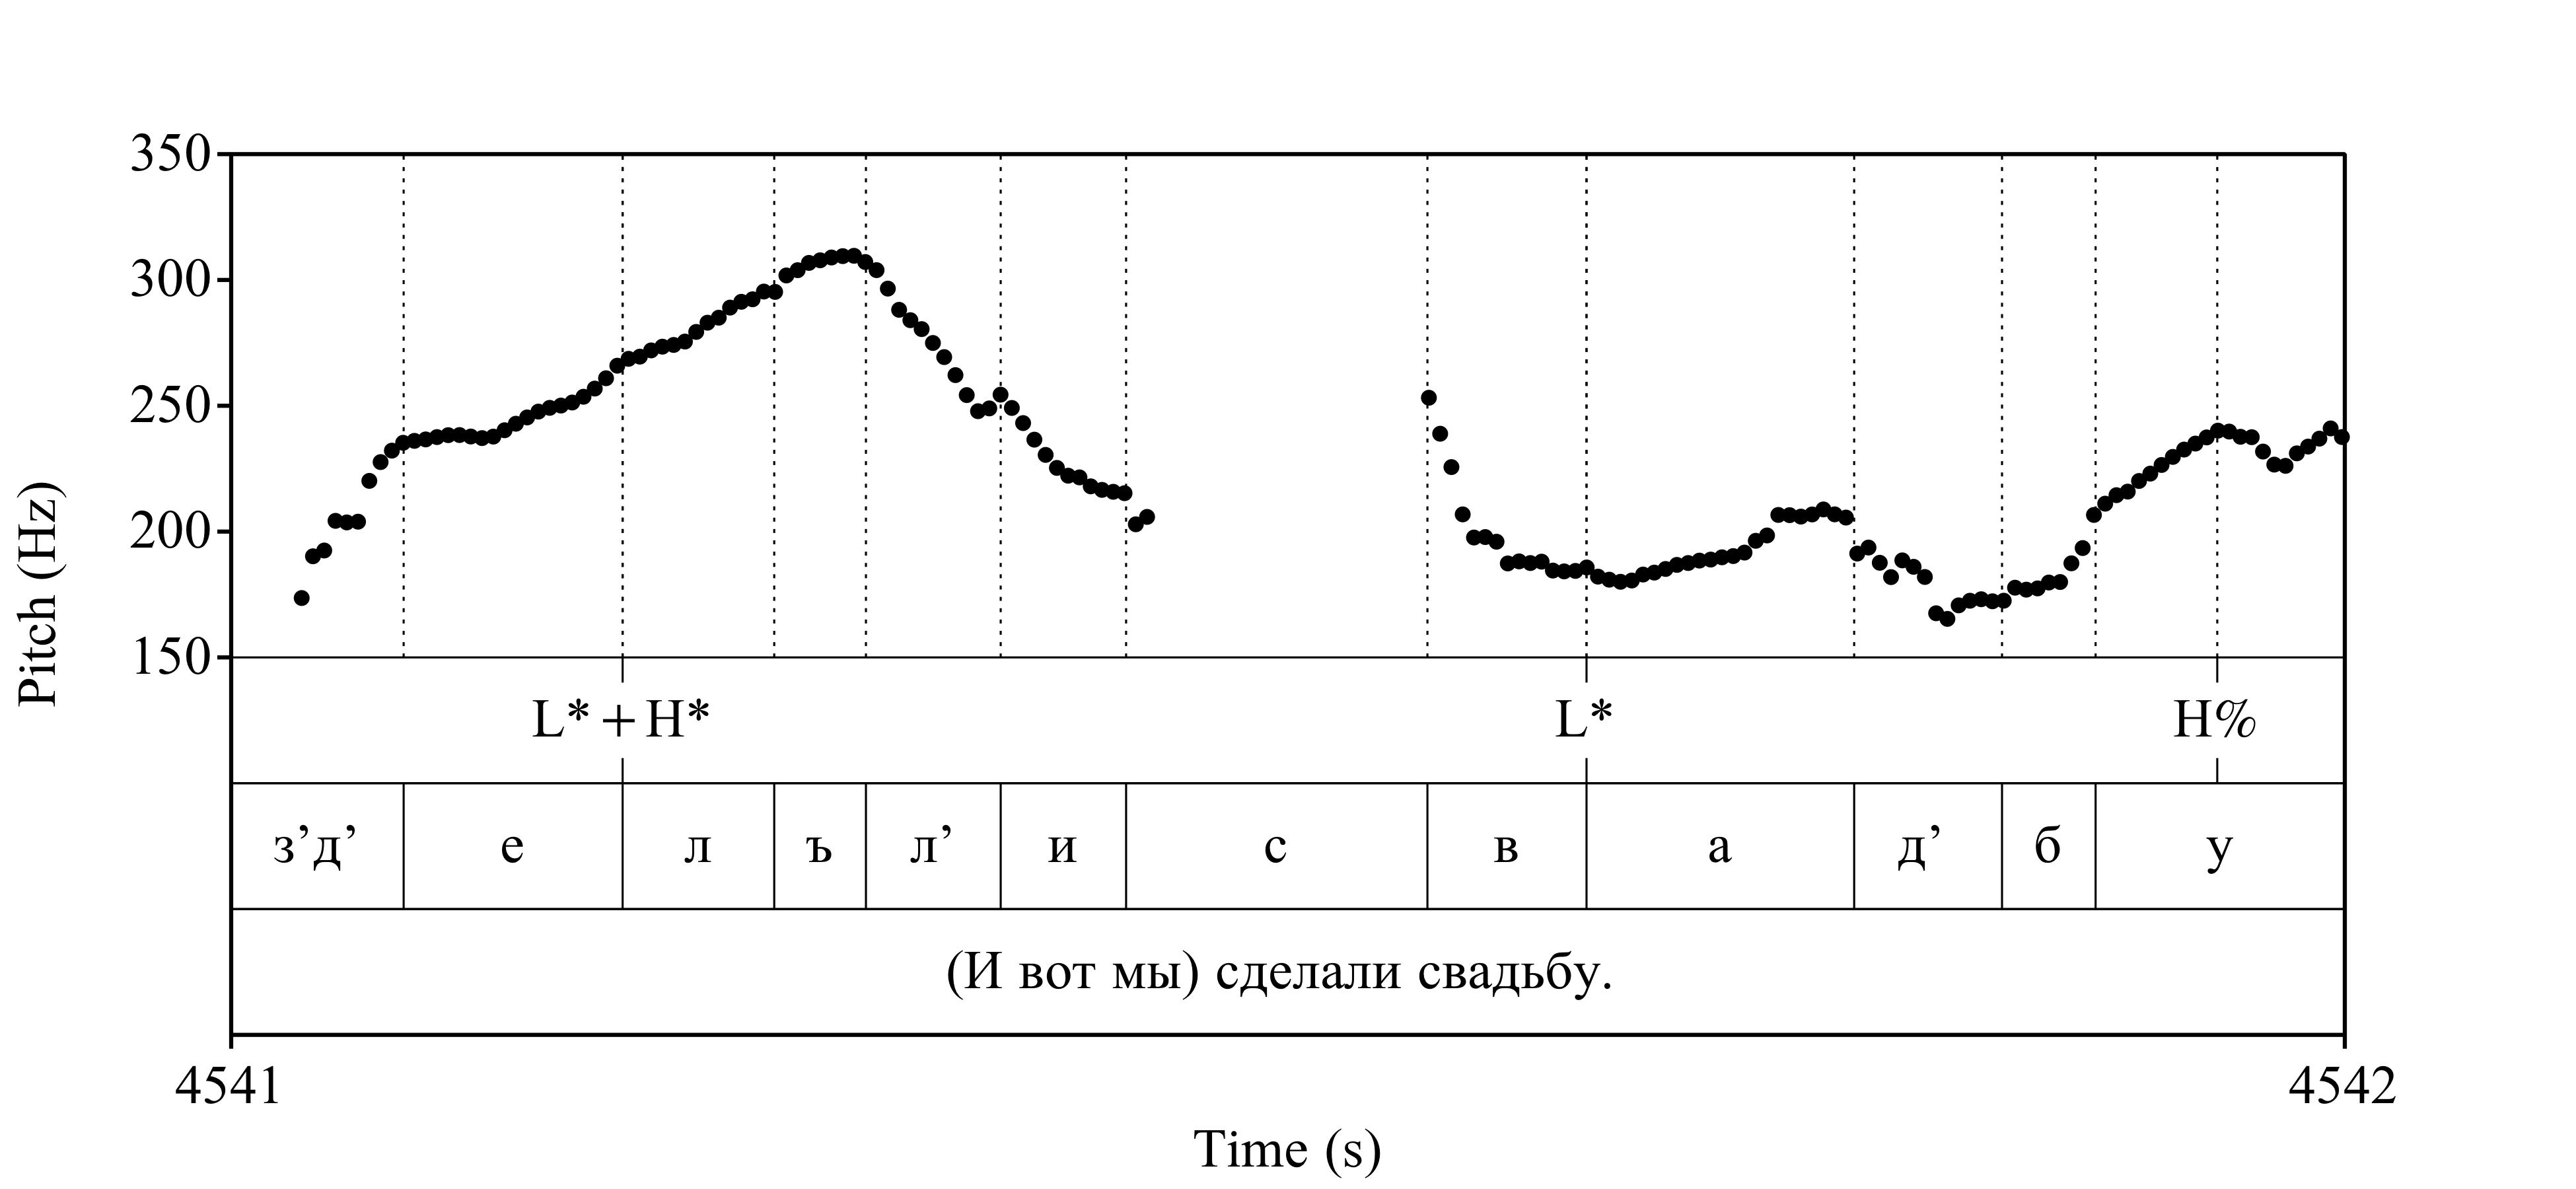 350
300
250
200
150
Pitch (Hz)
L* + H* L* H%
з’д’ е л ъ л’ и с в а д’ б у
(И вот мы) сделали свадьбу.
4541 4542
Time (s)